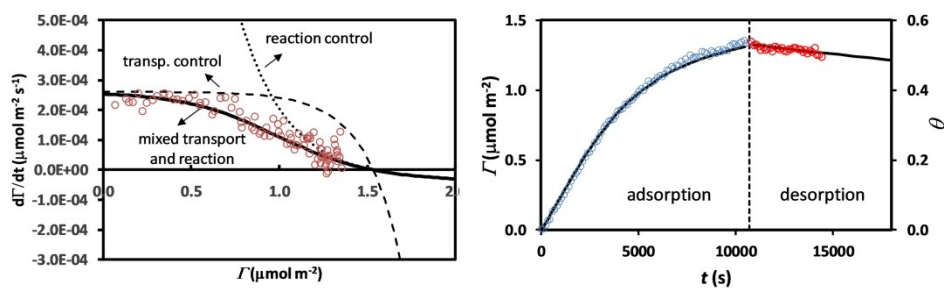 5.0E-04
4.0E-04
3.0E-04
2.0E-04
1.0E-04
0.0E+00
-1.0E-04
-2.0E-04
-3.0E-04
dΓ/dt (μmol m⁻² s⁻¹)
reaction control
transp. control
mixed transport
and reaction
0.0 0.5 1.0 1.5 2.0
Γ (μmol m⁻²)
1.5
1.0
0.5
0.0
Γ (μmol m⁻²)
adsorption desorption
0.6
0.4
0.2
0.0
θ
0 5000 10000 15000
t (s)